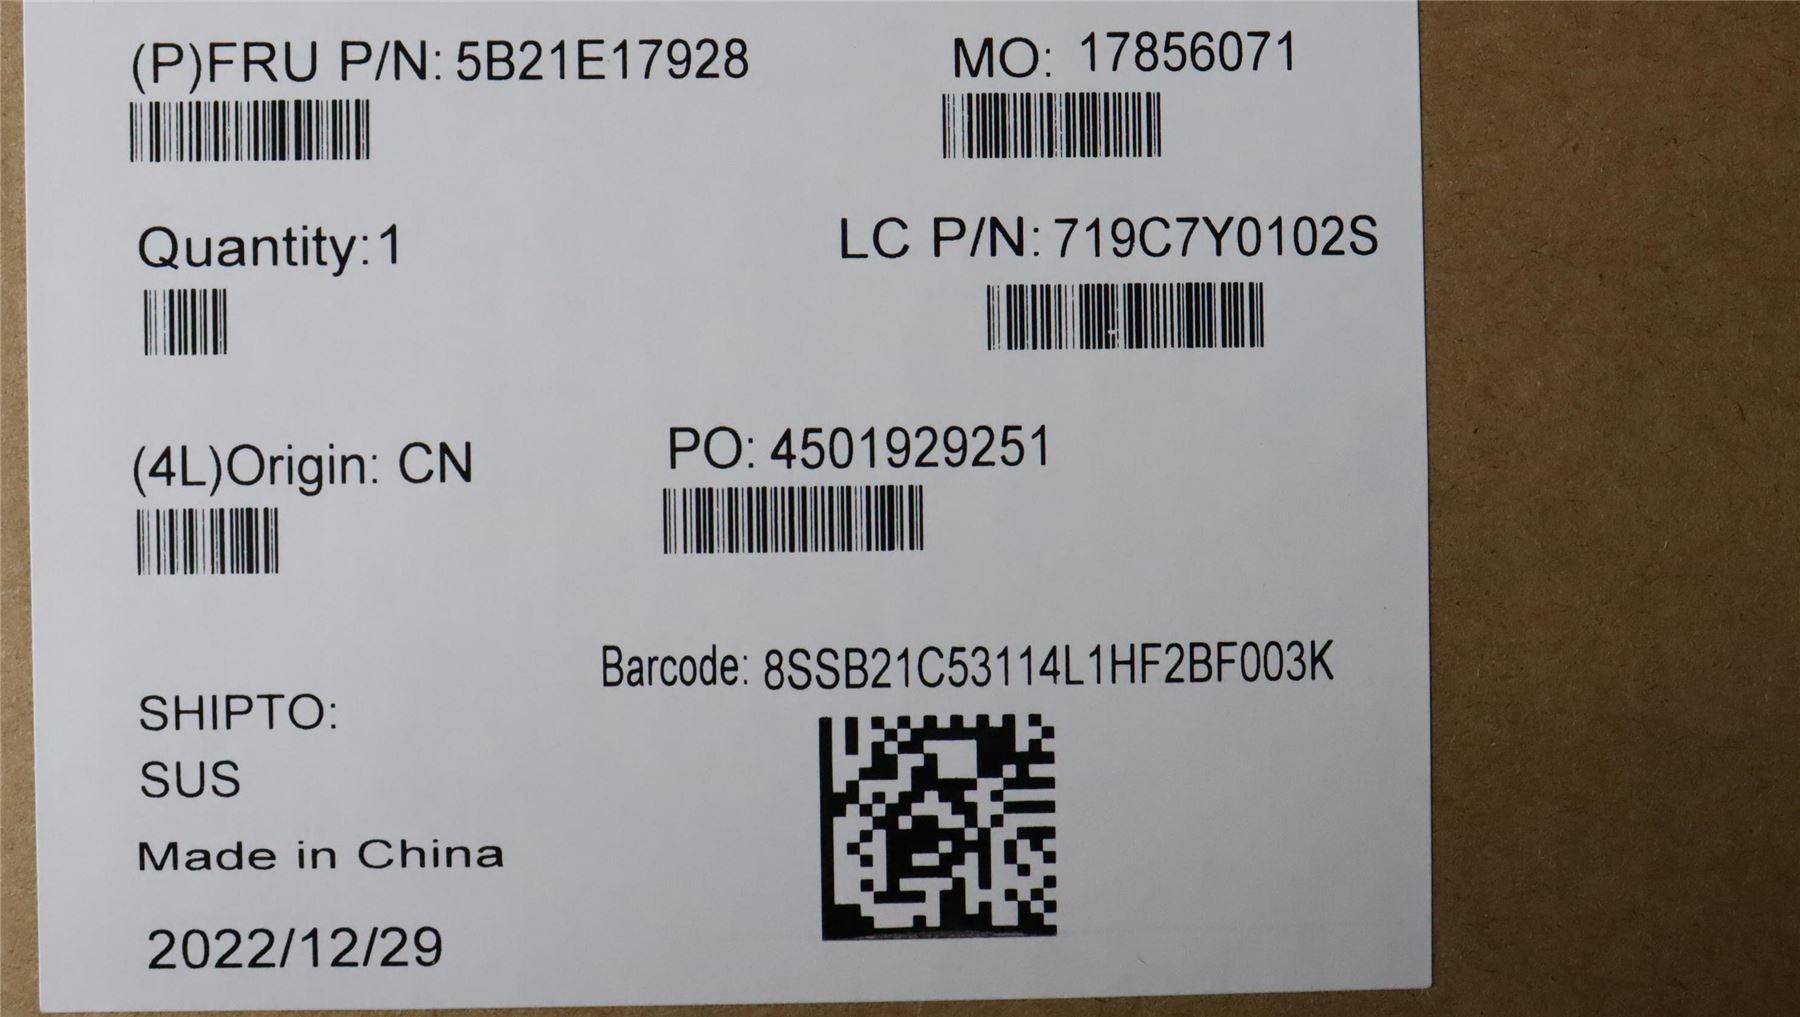 (P)FRU P/N: 5B21E17928
MO: 17856071
Quantity:1
LC P/N: 719C7Y0102S
(4L)Origin: CN
PO: 4501929251
Barcode: 8SSB21C53114L1HF2BF003K
SHIPTO:
SUS
Made in China
2022/12/29